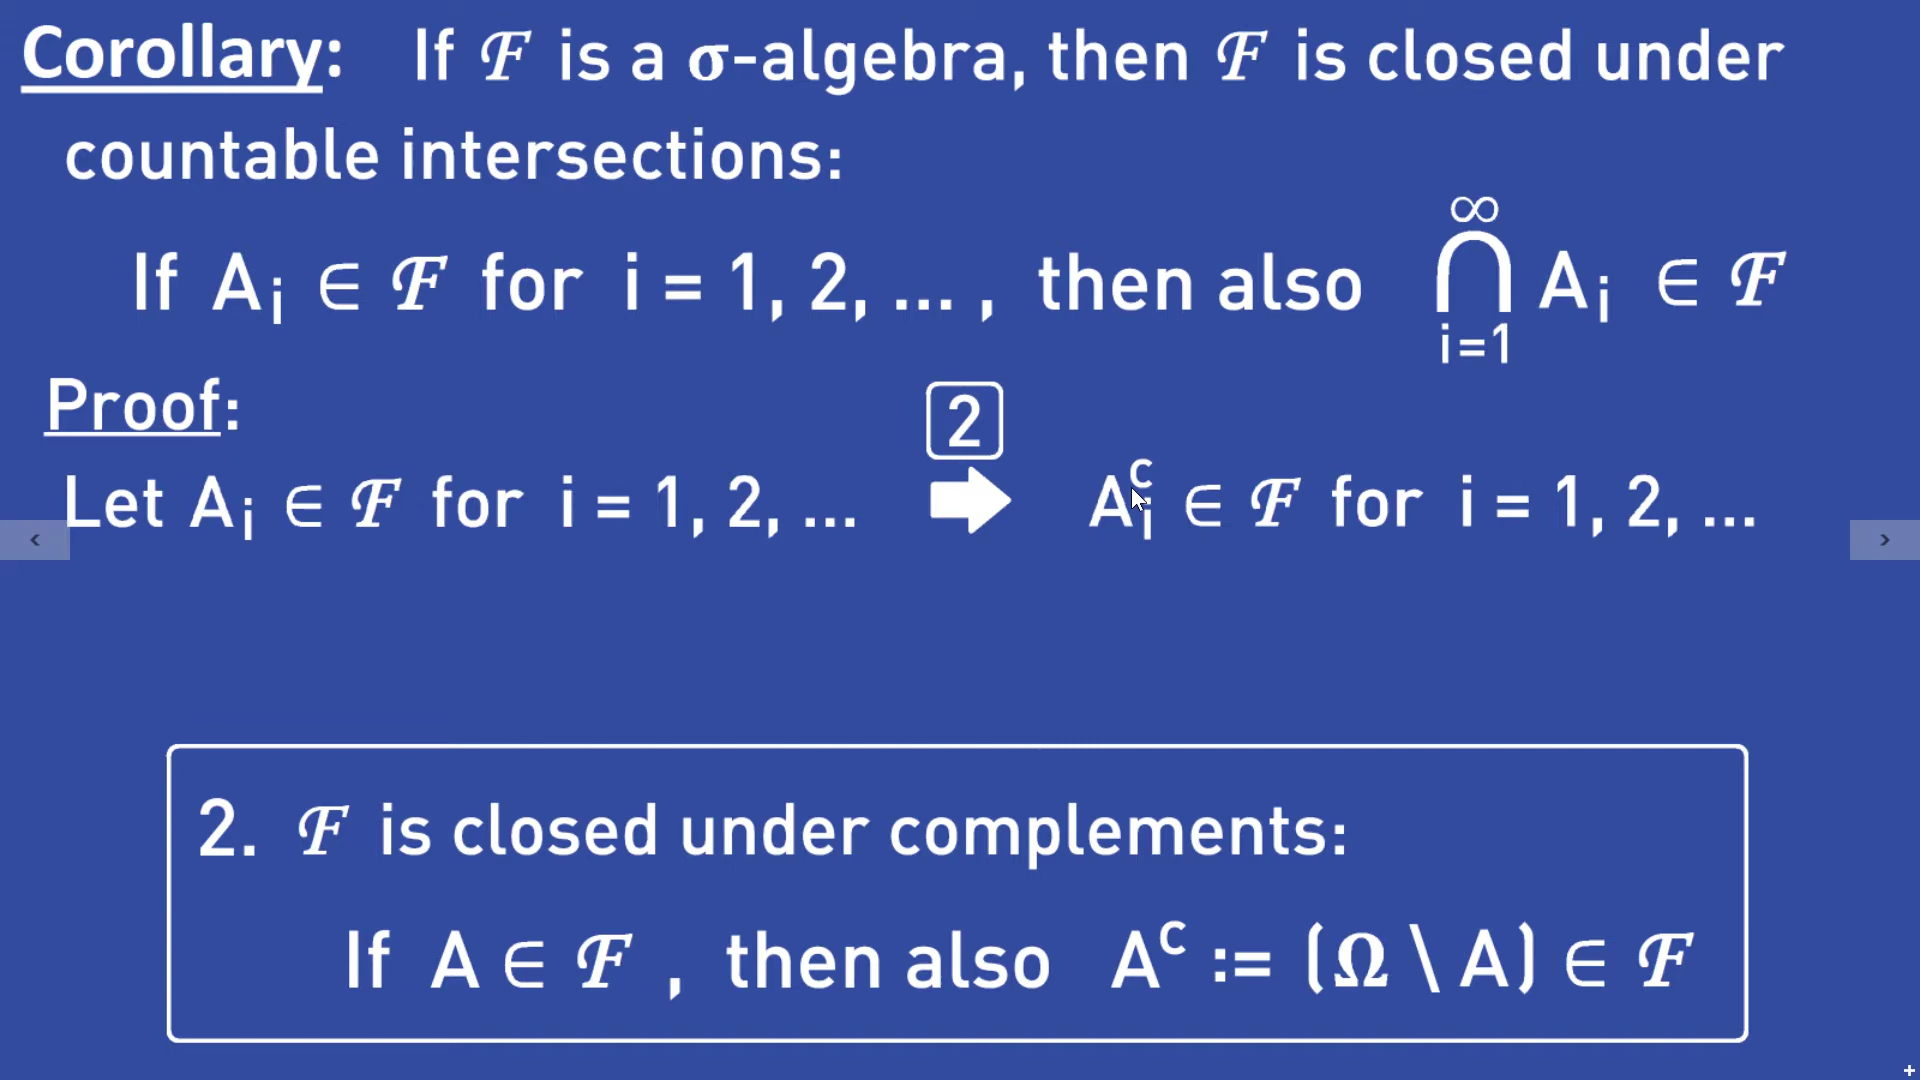 Corollary: If ℱ is a σ-algebra, then ℱ is closed under
countable intersections:
If Aᵢ ∈ ℱ for i = 1, 2, ... , then also ⋂_{i=1}^{∞} Aᵢ ∈ ℱ
Proof:
2
Let Aᵢ ∈ ℱ for i = 1, 2, ... ➡ Aᵢᶜ ∈ ℱ for i = 1, 2, ...
2. ℱ is closed under complements:
If A ∈ ℱ , then also Aᶜ := (Ω \ A) ∈ ℱ